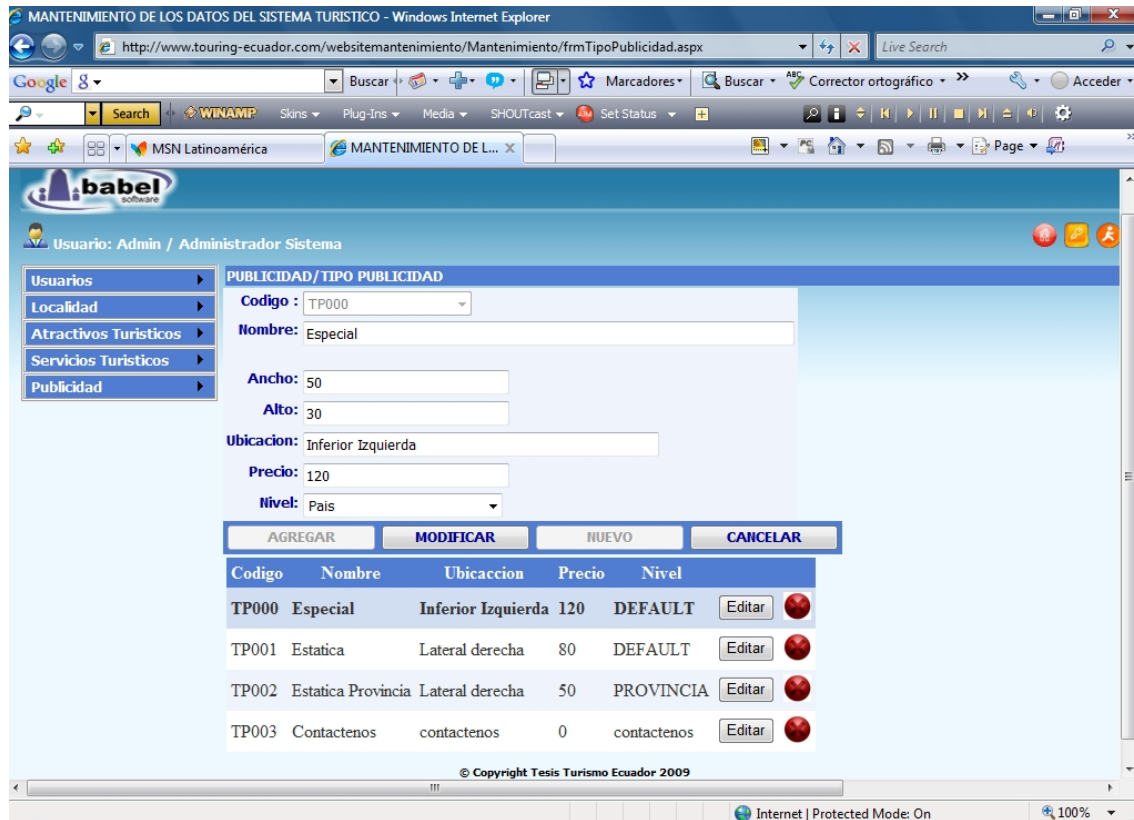 MANTENIMIENTO DE LOS DATOS DEL SISTEMA TURISTICO - Windows Internet Explorer
http://www.touring-ecuador.com/websitemantenimiento/Mantenimiento/frmTipoPublicidad.aspx
Live Search
Google
Buscar
Marcadores
Buscar
Corrector ortográfico
Acceder
Search
WINAMP
Skins
Plug-Ins
Media
SHOUTcast
Set Status
MSN Latinoamérica
MANTENIMIENTO DE L...
Page
babel
software
Usuario: Admin / Administrador Sistema
Usuarios
Localidad
Atractivos Turisticos
Servicios Turisticos
Publicidad
PUBLICIDAD/TIPO PUBLICIDAD
Codigo : TP000
Nombre: Especial
Ancho: 50
Alto: 30
Ubicacion: Inferior Izquierda
Precio: 120
Nivel: Pais
AGREGAR MODIFICAR NUEVO CANCELAR
Codigo Nombre Ubicaccion Precio Nivel
TP000 Especial Inferior Izquierda 120 DEFAULT Editar
TP001 Estatica Lateral derecha 80 DEFAULT Editar
TP002 Estatica Provincia Lateral derecha 50 PROVINCIA Editar
TP003 Contactenos contactenos 0 contactenos Editar
© Copyright Tesis Turismo Ecuador 2009
Internet | Protected Mode: On
100%